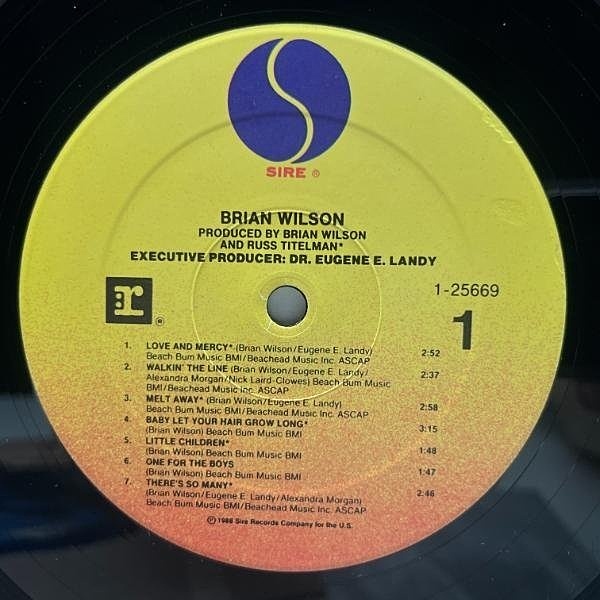 SIRE ®
BRIAN WILSON
PRODUCED BY BRIAN WILSON
AND RUSS TITELMAN*
EXECUTIVE PRODUCER: DR. EUGENE E. LANDY
r ®
1-25669
1
1. LOVE AND MERCY* (Brian Wilson/Eugene E. Landy)
Beach Bum Music BMI/Beachead Music Inc. ASCAP 2:52
2. WALKIN' THE LINE (Brian Wilson/Eugene E. Landy/
Alexandra Morgan/Nick Laird-Clowes) Beach Bum Music 2:37
BMI/Beachead Music Inc. ASCAP
3. MELT AWAY* (Brian Wilson/Eugene E. Landy)
Beach Bum Music BMI/Beachead Music Inc. ASCAP 2:58
4. BABY LET YOUR HAIR GROW LONG*
(Brian Wilson) Beach Bum Music BMI 3:15
5. LITTLE CHILDREN*
(Brian Wilson) Beach Bum Music BMI 1:48
6. ONE FOR THE BOYS
(Brian Wilson) Beach Bum Music BMI 1:47
7. THERE'S SO MANY*
(Brian Wilson/Eugene E. Landy/Alexandra Morgan) 2:46
Beach Bum Music BMI/Beachead Music Inc. ASCAP
©℗ 1988 Sire Records Company for the U.S.